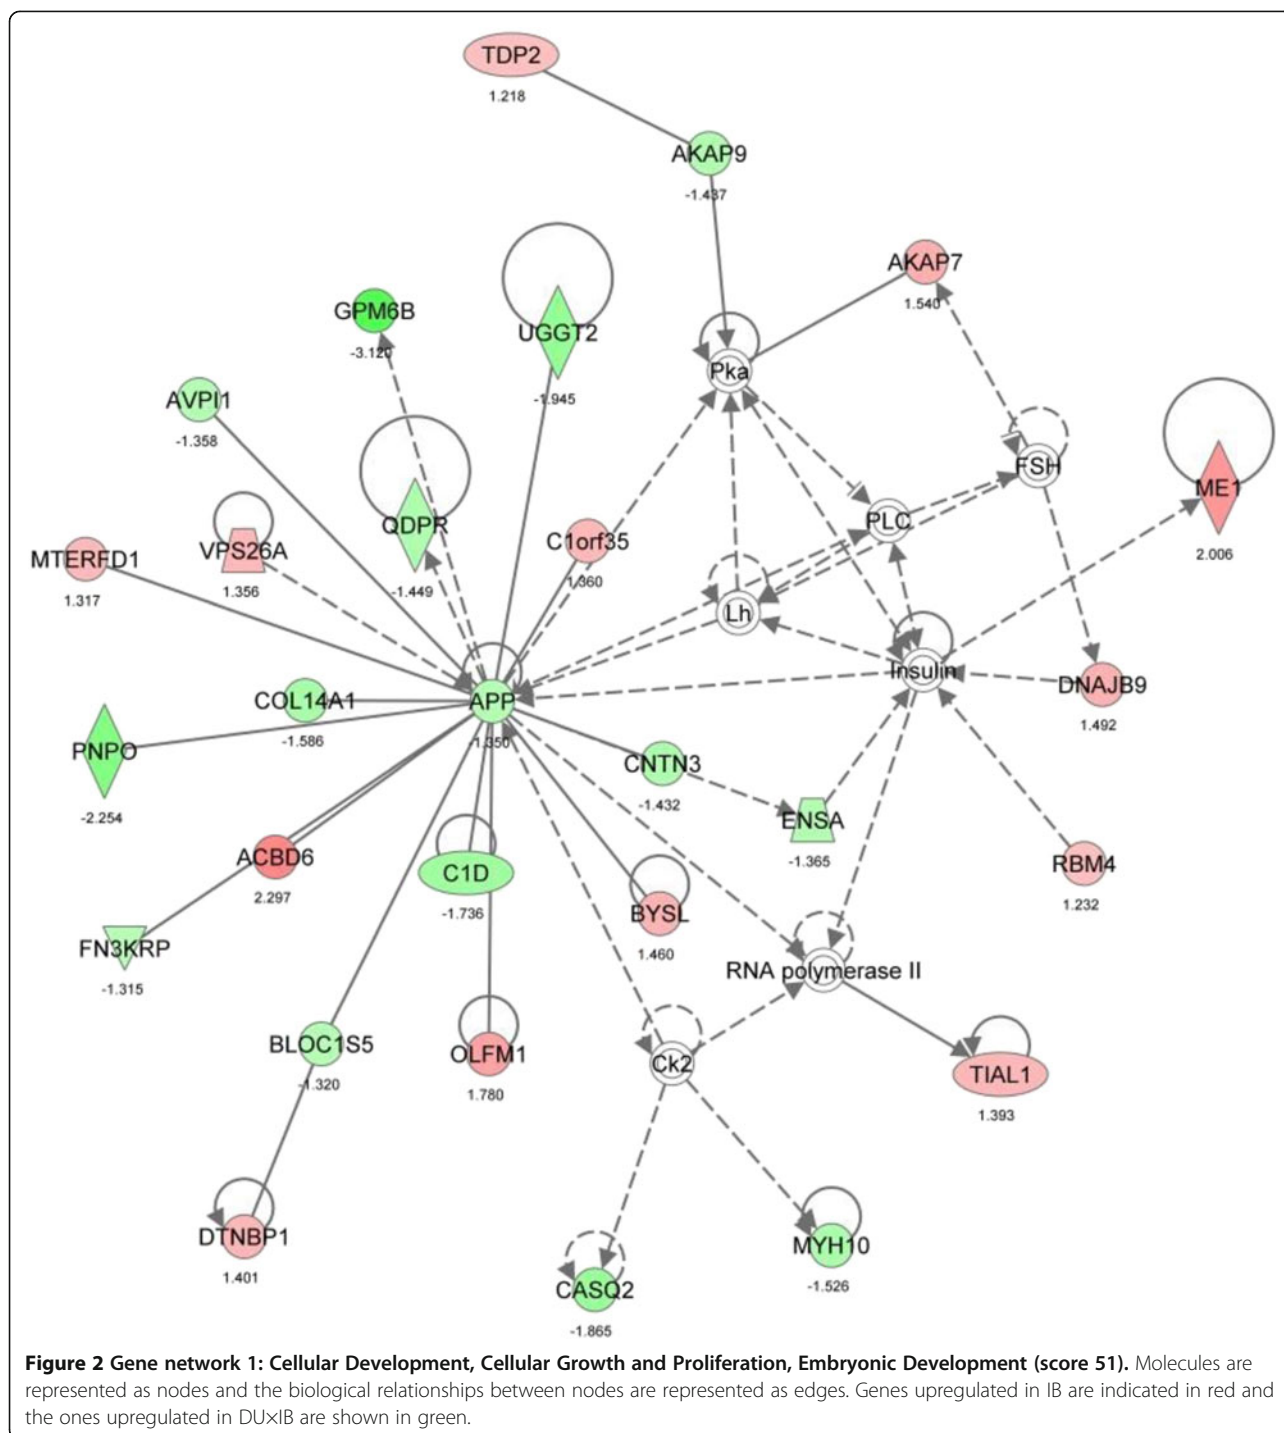 TDP2
1.218
AKAP9
-1.437
AKAP7
1.540
GPM6B
-3.120
UGGT2
-1.945
Pka
AVPI1
-1.358
FSH
ME1
2.006
QDPR
-1.449
PLC
C1orf35
1.360
VPS26A
1.356
MTERFD1
1.317
Lh
Insulin
DNAJB9
1.492
COL14A1
-1.586
APP
-1.350
PNPO
-2.254
CNTN3
-1.432
ENSA
-1.365
ACBD6
2.297
C1D
-1.736
RBM4
1.232
BYSL
1.460
FN3KRP
-1.315
RNA polymerase II
BLOC1S5
-1.320
OLFM1
1.780
Ck2
TIAL1
1.393
DTNBP1
1.401
MYH10
-1.526
CASQ2
-1.865
Figure 2 Gene network 1: Cellular Development, Cellular Growth and Proliferation, Embryonic Development (score 51). Molecules are
represented as nodes and the biological relationships between nodes are represented as edges. Genes upregulated in IB are indicated in red and
the ones upregulated in DU×IB are shown in green.